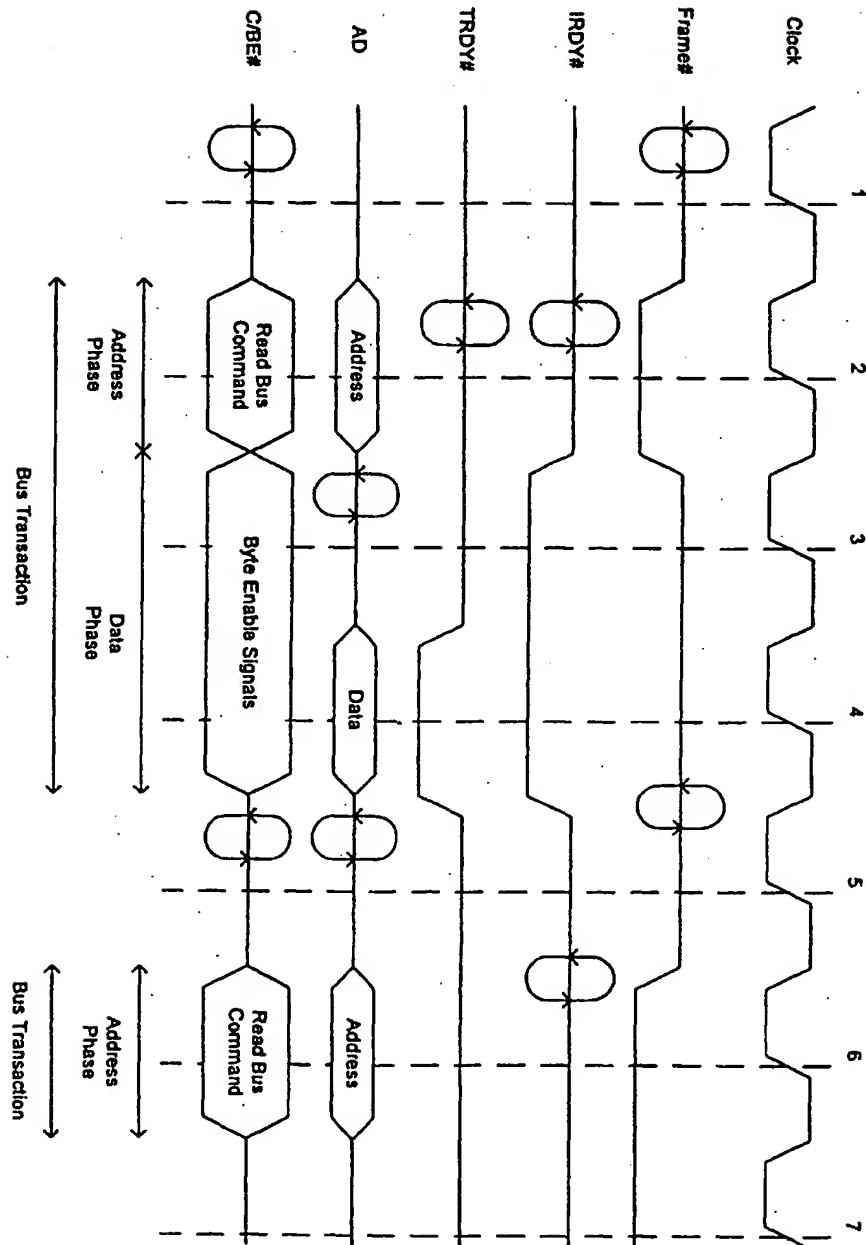 1
2
3
4
5
6
7
Clock
Frame#
IRDY#
TRDY#
AD
Address
Data
Address
C/BE#
Read Bus
Command
Byte Enable Signals
Read Bus
Command
Address
Phase
Data
Phase
Address
Phase
Bus Transaction
Bus Transaction